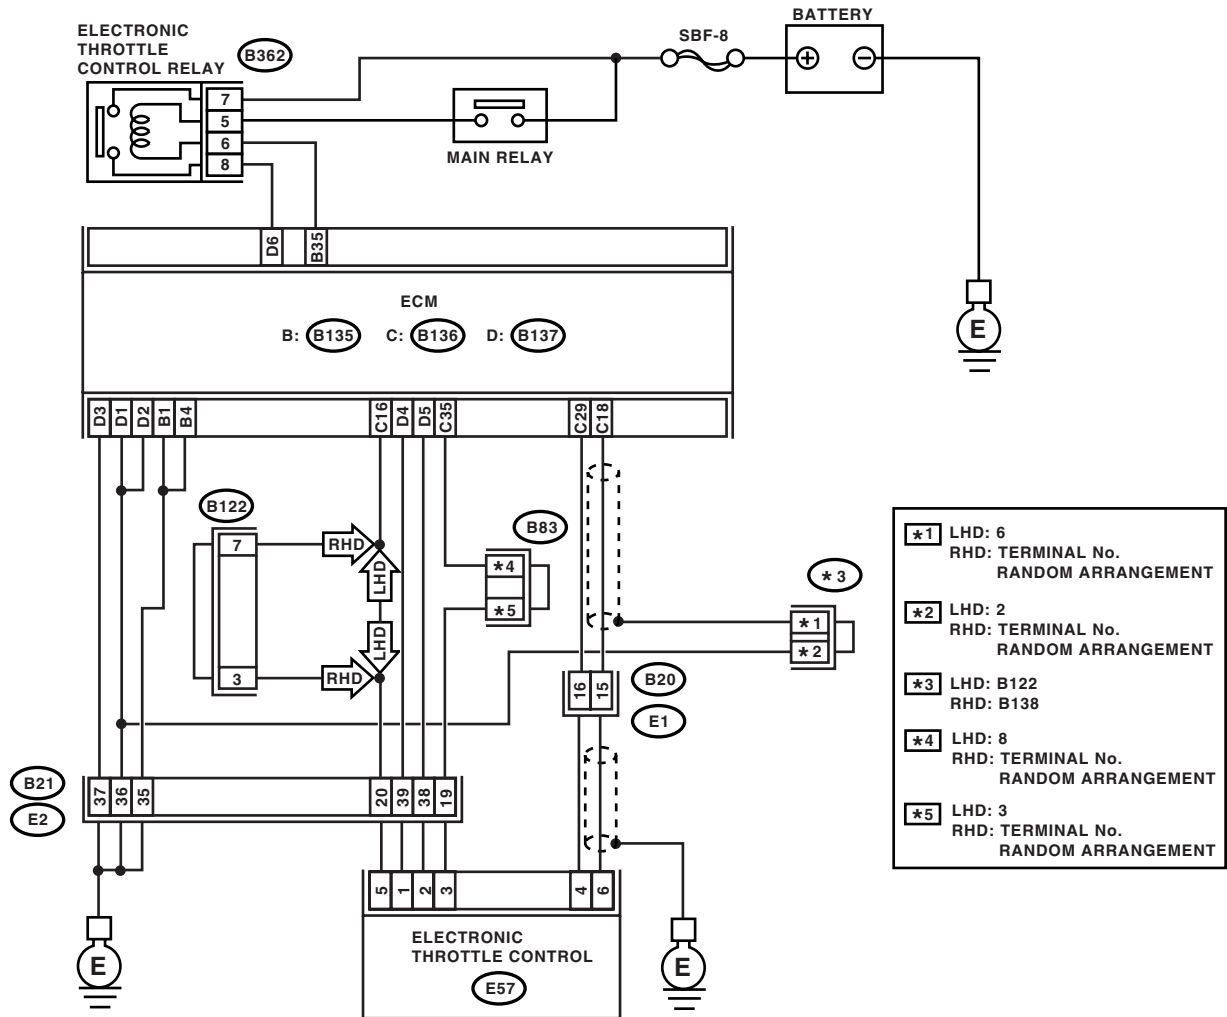 BATTERY
ELECTRONIC
THROTTLE
CONTROL RELAY
B362
SBF-8
7
5
6
8
MAIN RELAY
D6
B35
E
ECM
B: B135 C: B136 D: B137
D3
D1
D2
B1
B4
C16
D4
D5
C35
C29
C18
B122
7
RHD
LHD
B83
*4
*5
LHD
3
RHD
*3
*1
*2
16
15
B20
E1
B21
E2
37
36
35
20
39
38
19
5
1
2
3
4
6
ELECTRONIC
THROTTLE CONTROL
E57
E
E
*1 LHD: 6
RHD: TERMINAL No.
RANDOM ARRANGEMENT
*2 LHD: 2
RHD: TERMINAL No.
RANDOM ARRANGEMENT
*3 LHD: B122
RHD: B138
*4 LHD: 8
RHD: TERMINAL No.
RANDOM ARRANGEMENT
*5 LHD: 3
RHD: TERMINAL No.
RANDOM ARRANGEMENT